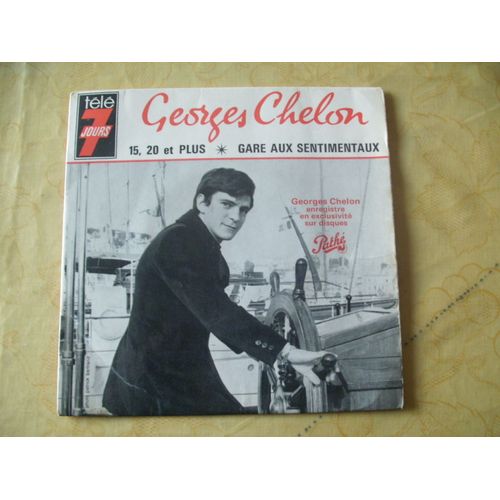 télé
7
JOURS
Georges Chelon
15, 20 et PLUS ✶ GARE AUX SENTIMENTAUX
Georges Chelon
enregistre
en exclusivité
sur disques
Pathé